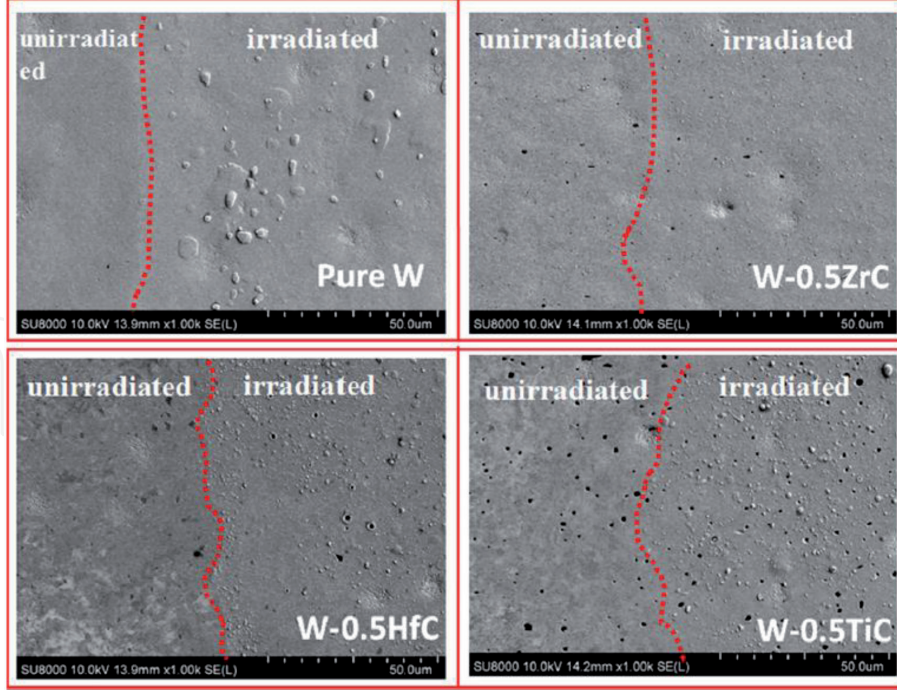 unirradiat
ed
irradiated
Pure W
SU8000 10.0kV 13.9mm x1.00k SE(L)
50.0um
unirradiated
irradiated
W-0.5ZrC
SU8000 10.0kV 14.1mm x1.00k SE(L)
50.0um
unirradiated
irradiated
W-0.5HfC
SU8000 10.0kV 13.9mm x1.00k SE(L)
50.0um
unirradiated
irradiated
W-0.5TiC
SU8000 10.0kV 14.2mm x1.00k SE(L)
50.0um